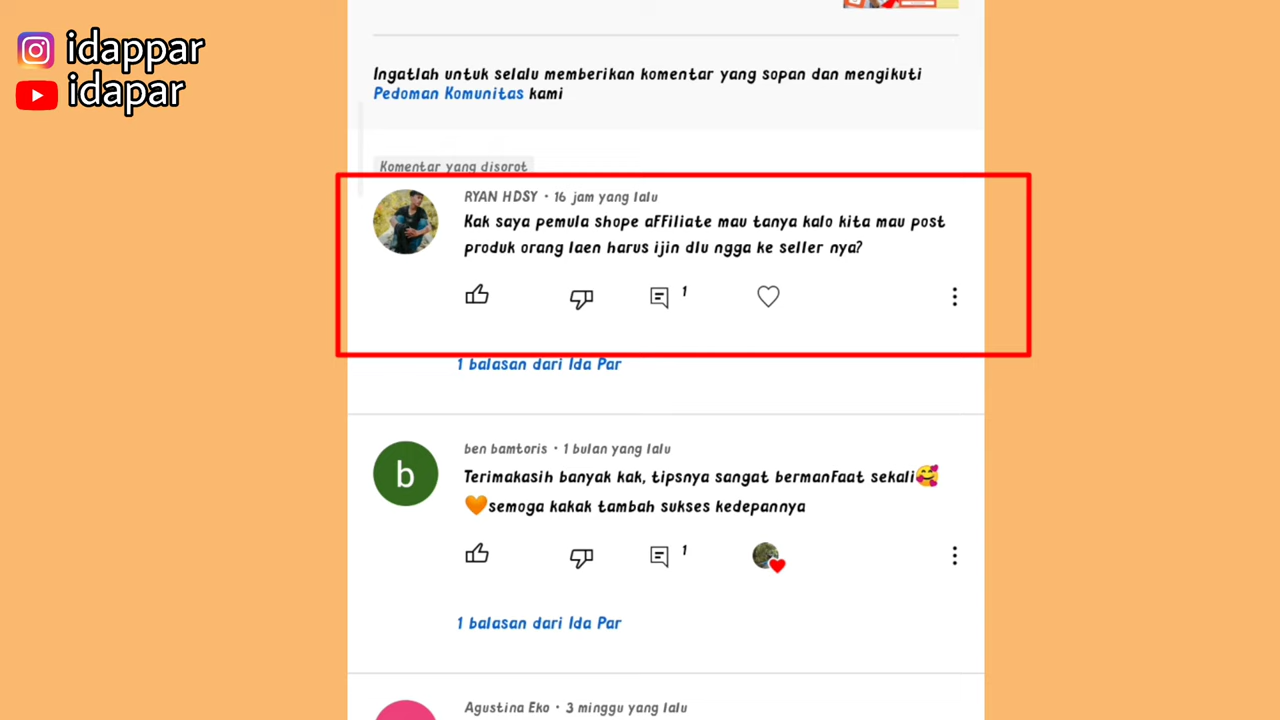 idappar
idapar
Ingatlah untuk selalu memberikan komentar yang sopan dan mengikuti
Pedoman Komunitas kami
Komentar yang disorot
RYAN HDSY • 16 jam yang lalu
Kak saya pemula shope affiliate mau tanya kalo kita mau post
produk orang laen harus ijin dlu ngga ke seller nya?
1
1 balasan dari Ida Par
b
ben bamtoris • 1 bulan yang lalu
Terimakasih banyak kak, tipsnya sangat bermanfaat sekali🥰
🧡semoga kakak tambah sukses kedepannya
1
1 balasan dari Ida Par
Agustina Eko • 3 minggu yang lalu